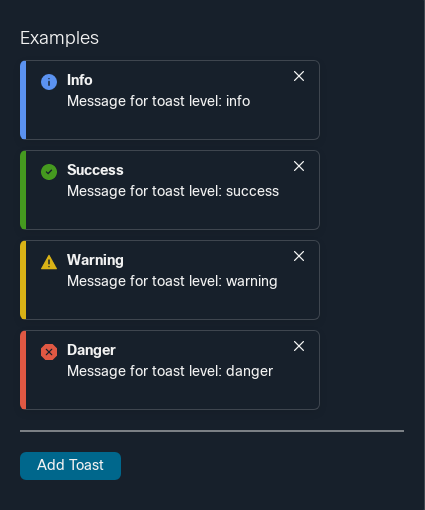 Examples
Info
Message for toast level: info
Success
Message for toast level: success
Warning
Message for toast level: warning
Danger
Message for toast level: danger
Add Toast